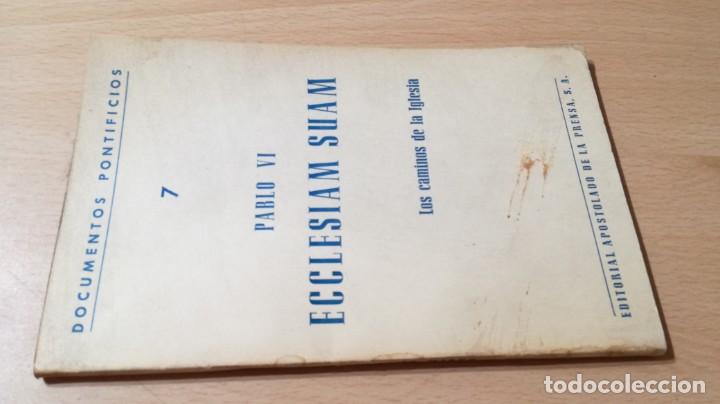 DOCUMENTOS PONTIFICIOS
7
PABLO VI
ECCLESIAM SUAM
Los caminos de la Iglesia
EDITORIAL APOSTOLADO DE LA PRENSA, S. A.
todocoleccion